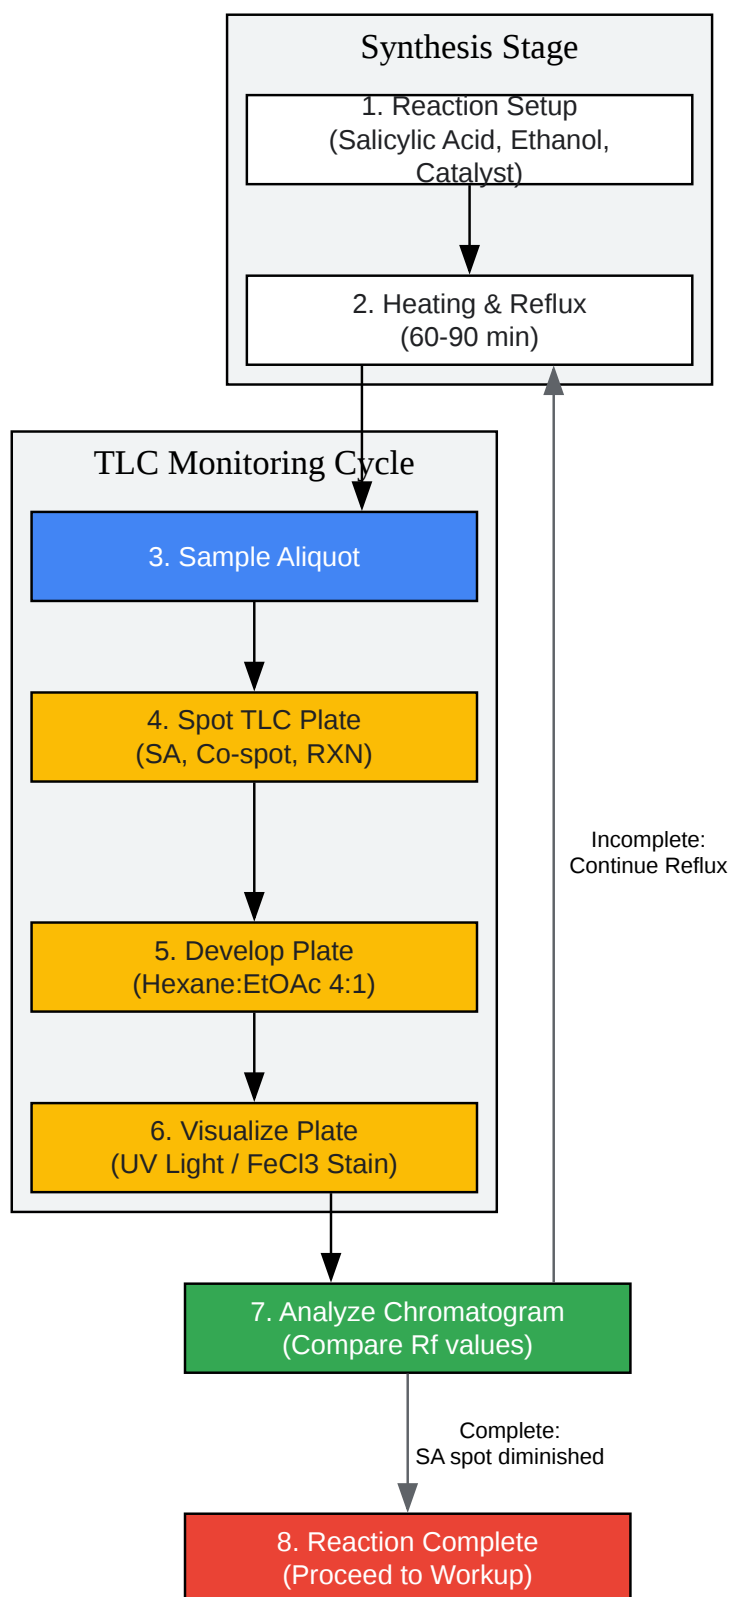 Synthesis Stage
1. Reaction Setup
(Salicylic Acid, Ethanol,
Catalyst)
2. Heating & Reflux
(60-90 min)
TLC Monitoring Cycle
3. Sample Aliquot
4. Spot TLC Plate
(SA, Co-spot, RXN)
Incomplete:
Continue Reflux
5. Develop Plate
(Hexane:EtOAc 4:1)
6. Visualize Plate
(UV Light / FeCl3 Stain)
7. Analyze Chromatogram
(Compare Rf values)
Complete:
SA spot diminished
8. Reaction Complete
(Proceed to Workup)